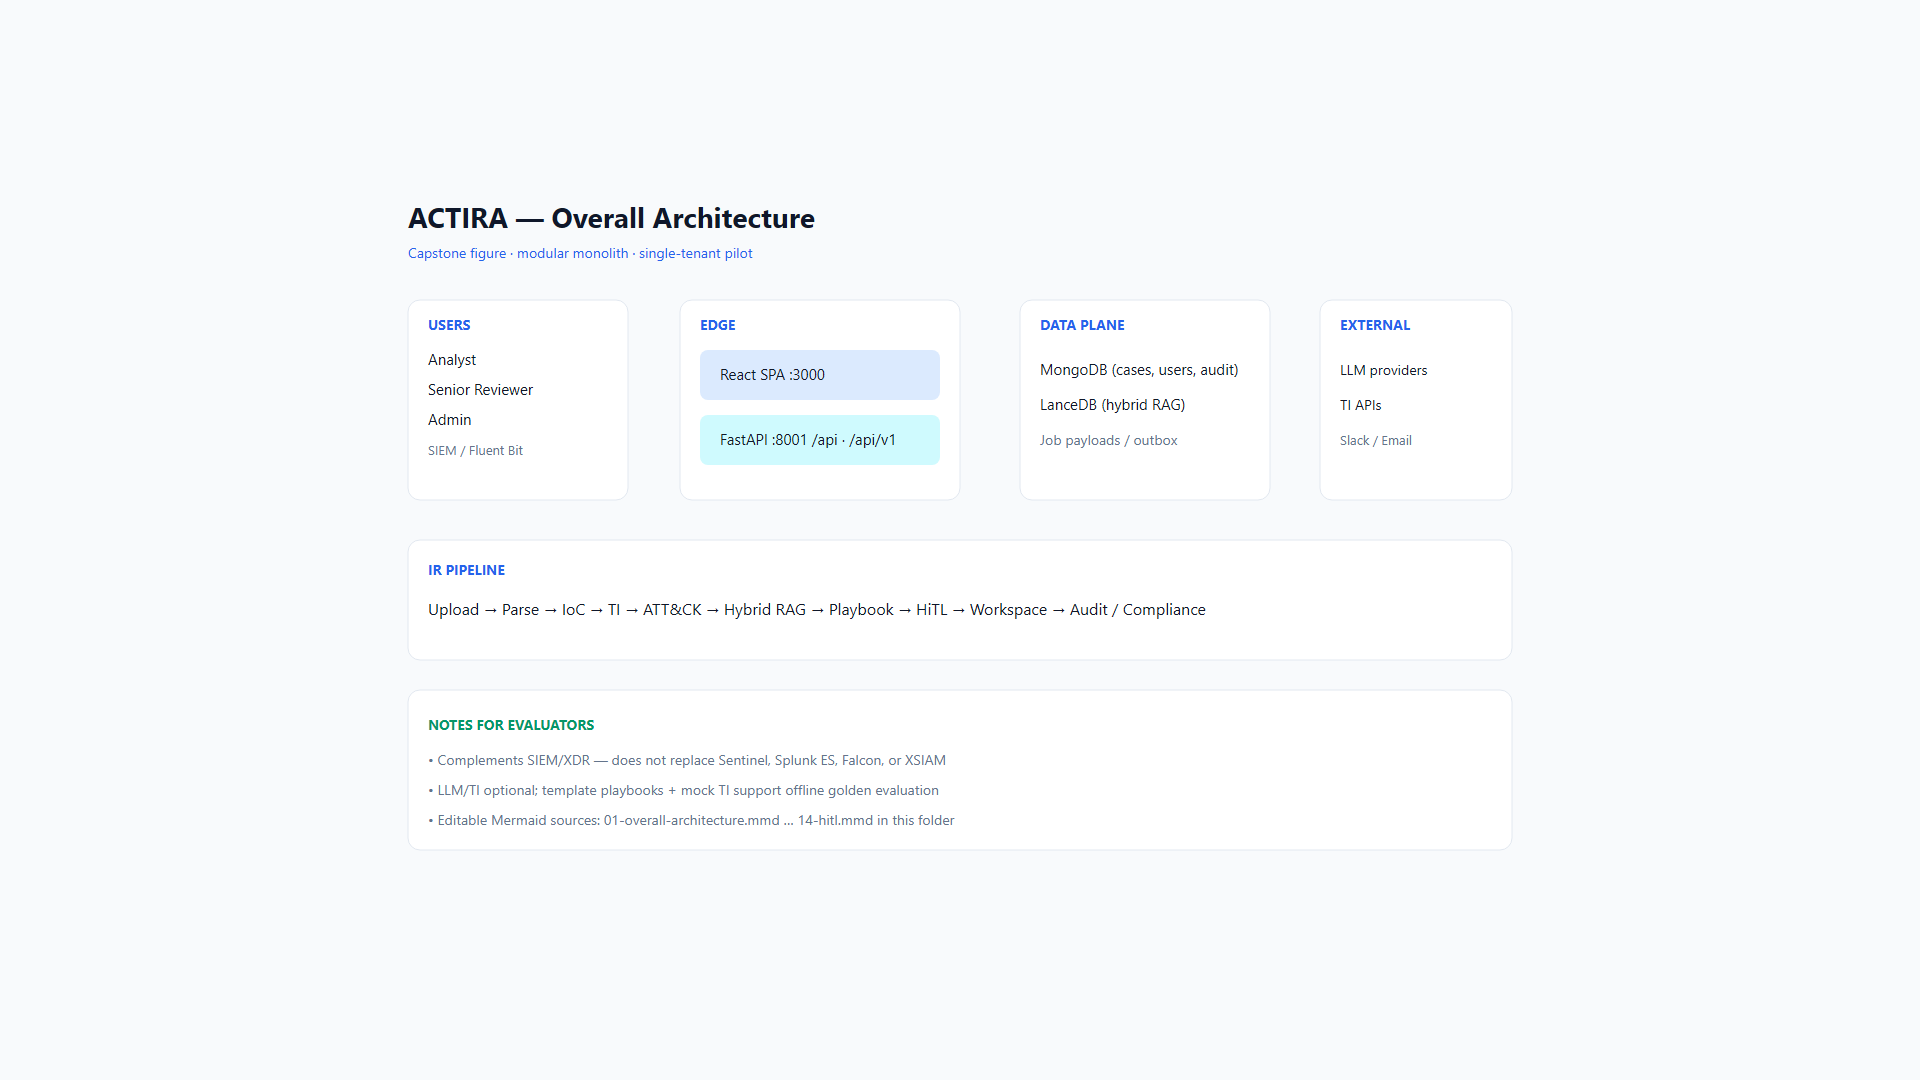 ACTIRA — Overall Architecture
Capstone figure · modular monolith · single-tenant pilot
USERS
Analyst
Senior Reviewer
Admin
SIEM / Fluent Bit
EDGE
React SPA :3000
FastAPI :8001 /api · /api/v1
DATA PLANE
MongoDB (cases, users, audit)
LanceDB (hybrid RAG)
Job payloads / outbox
EXTERNAL
LLM providers
TI APIs
Slack / Email
IR PIPELINE
Upload → Parse → IoC → TI → ATT&CK → Hybrid RAG → Playbook → HiTL → Workspace → Audit / Compliance
NOTES FOR EVALUATORS
• Complements SIEM/XDR — does not replace Sentinel, Splunk ES, Falcon, or XSIAM
• LLM/TI optional; template playbooks + mock TI support offline golden evaluation
• Editable Mermaid sources: 01-overall-architecture.mmd … 14-hitl.mmd in this folder